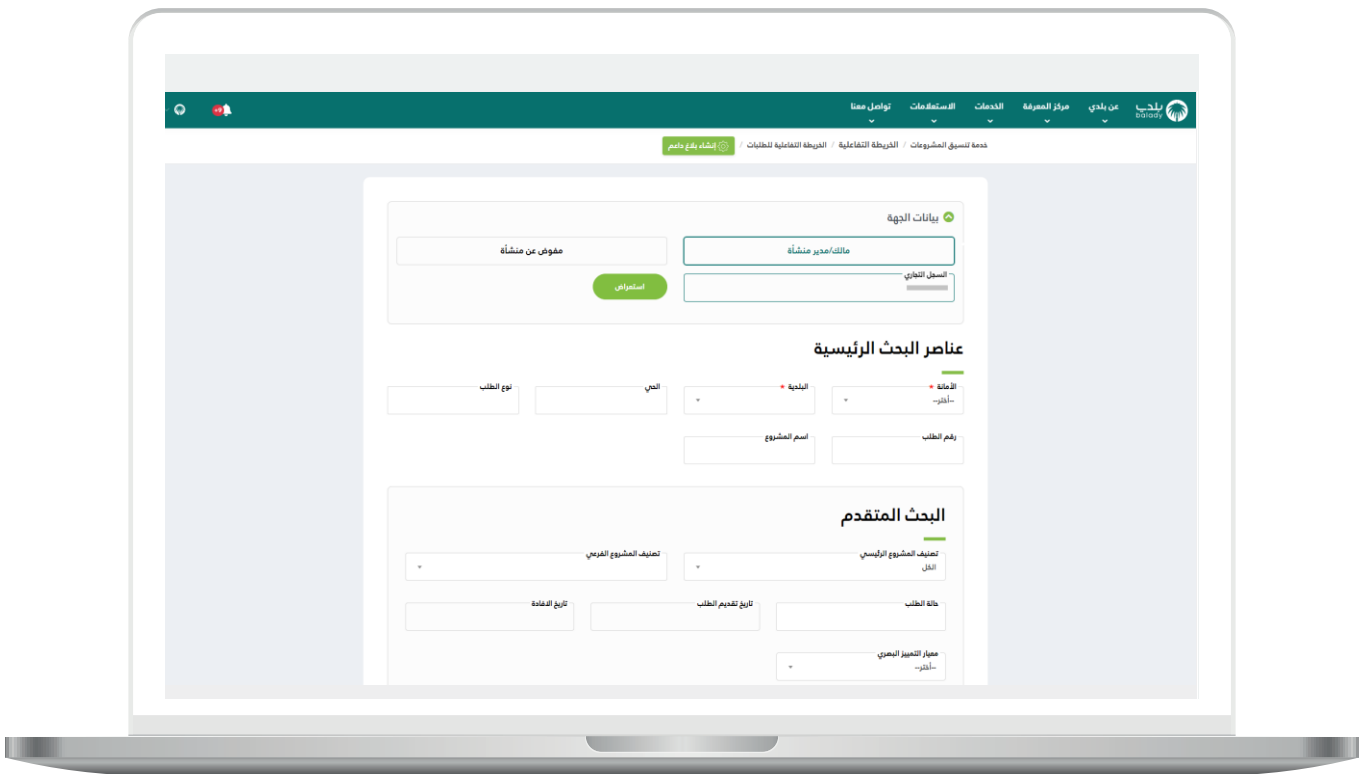 بلدي balady عن بلدي مركز المعرفة الخدمات الاستعلامات تواصل معنا
خدمة تنسيق المشروعات / الخريطة التفاعلية / الخريطة التفاعلية للطلبات / إنشاء بلاغ داعم
بيانات الجهة
مالك/مدير منشأة مفوض عن منشأة
السجل التجاري
استعراض
عناصر البحث الرئيسية
الأمانة * البلدية * الحي نوع الطلب
--أختر--
رقم الطلب اسم المشروع
البحث المتقدم
تصنيف المشروع الرئيسي تصنيف المشروع الفرعي
الكل
حالة الطلب تاريخ تقديم الطلب تاريخ الافادة
معيار التمييز البصري
--أختر--